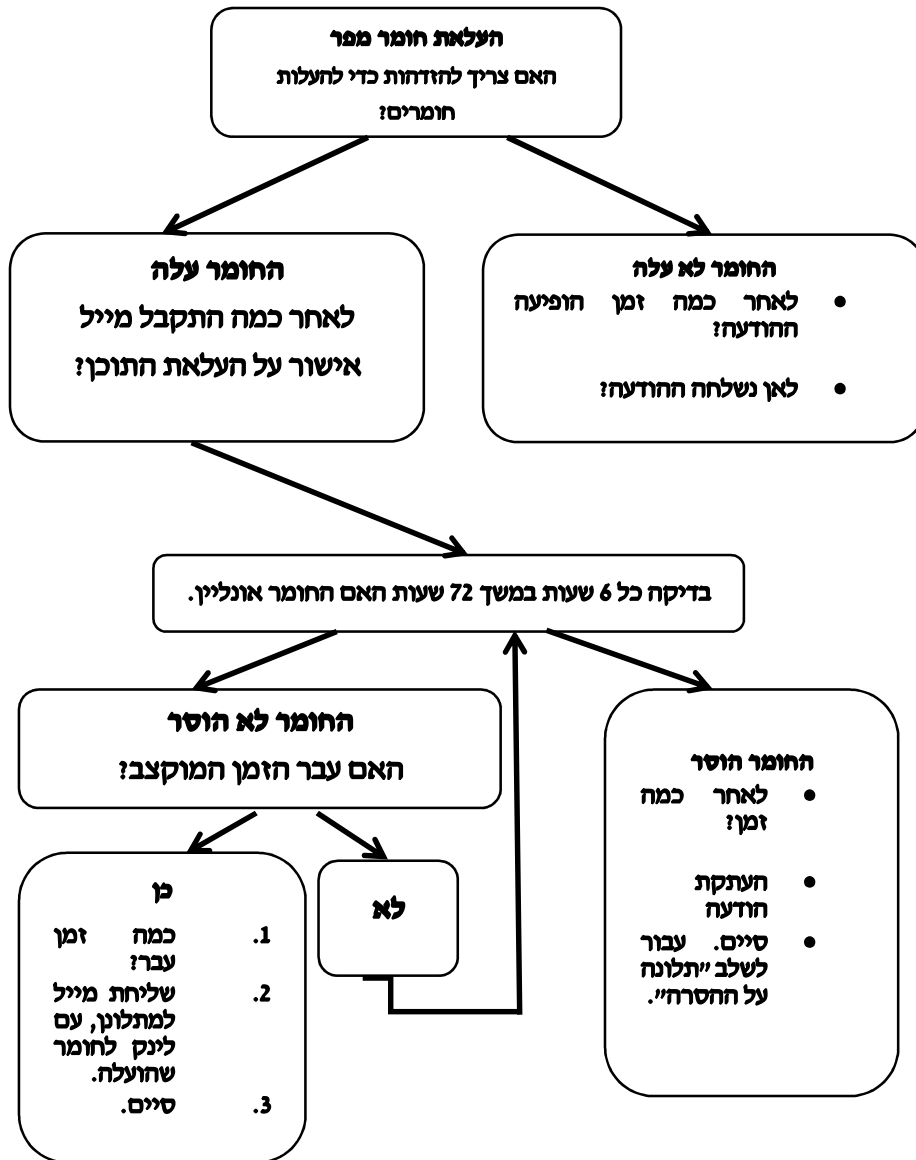 העלאת חומר מפר
האם צריך להזדהות כדי להעלות
חומרים?
החומר לא עלה
• לאחר כמה זמן הופיעה
ההודעה?
• לאן נשלחה ההודעה?
החומר עלה
לאחר כמה התקבל מייל
אישור על העלאת התוכן?
בדיקה כל 6 שעות במשך 72 שעות האם החומר אונליין.
החומר הוסר
• לאחר כמה
זמן?
• העתקת
הודעה
• סיים. עבור
לשלב "תלונה
על ההסרה".
החומר לא הוסר
האם עבר הזמן המוקצב?
לא
כן
1. כמה זמן
עבר?
2. שליחת מייל
למתלונן, עם
לינק לחומר
שהועלה.
3. סיים.